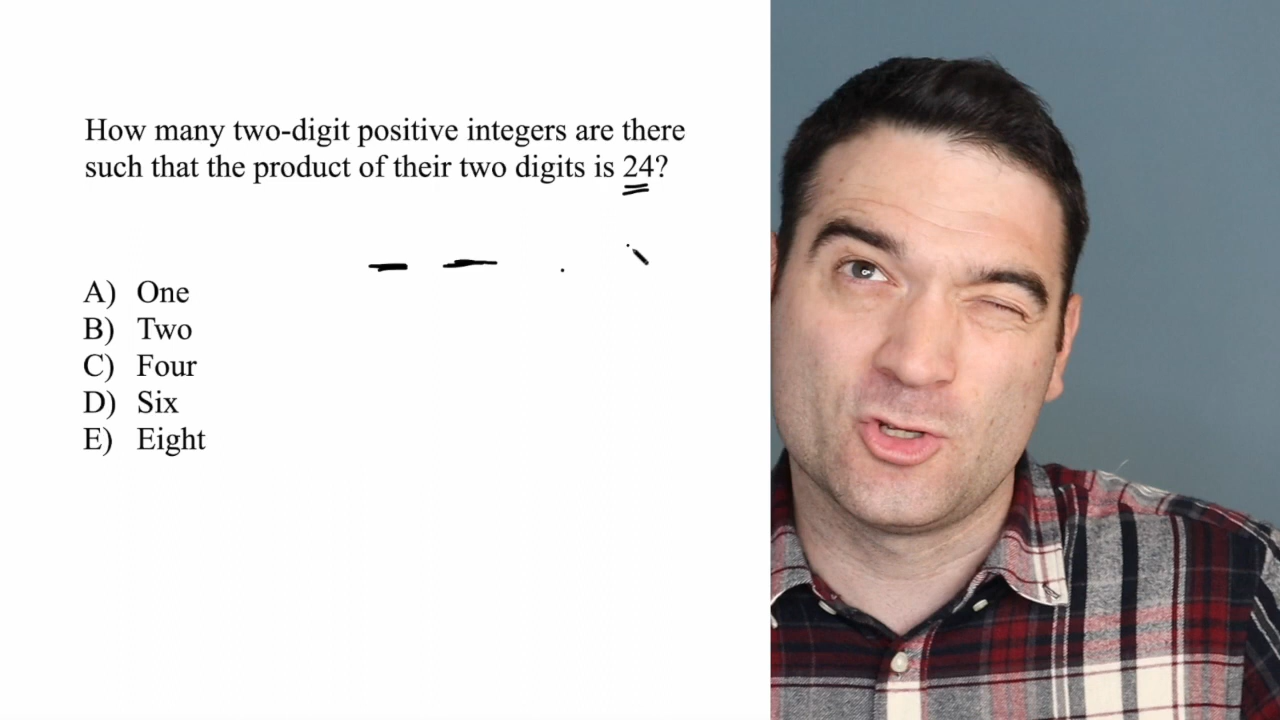 How many two-digit positive integers are there
such that the product of their two digits is 24?
A) One
B) Two
C) Four
D) Six
E) Eight